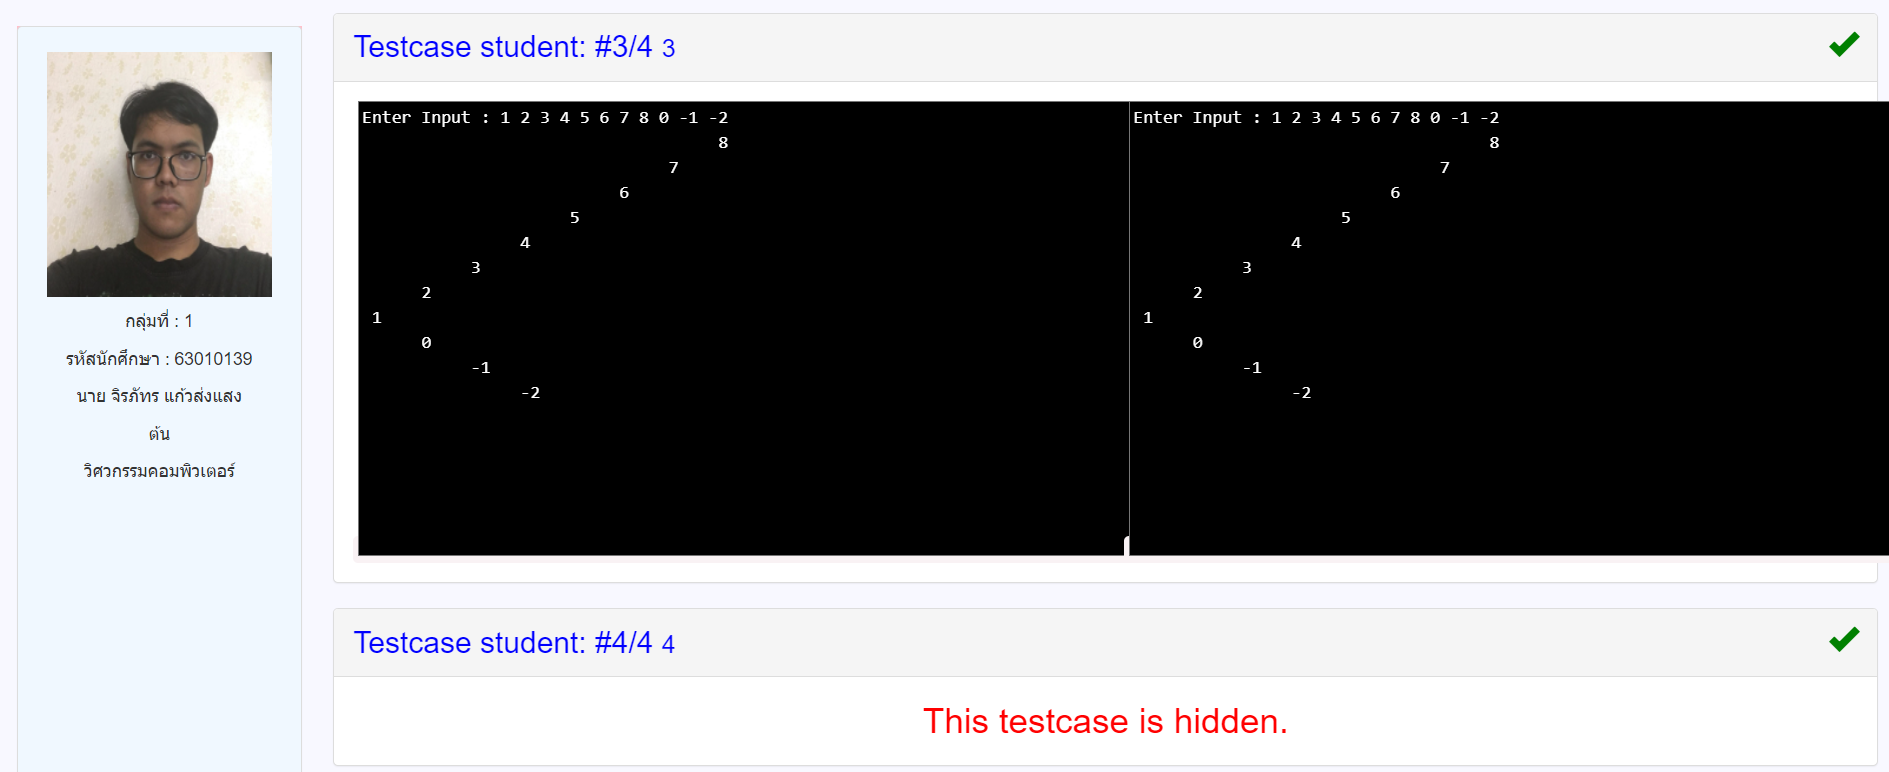 กลุ่มที่ : 1
รหัสนักศึกษา : 63010139
นาย จิรภัทร แก้วส่งแสง
ต้น
วิศวกรรมคอมพิวเตอร์
Testcase student: #3/4 3
Enter Input : 1 2 3 4 5 6 7 8 0 -1 -2
8
7
6
5
4
3
2
1
0
-1
-2
Enter Input : 1 2 3 4 5 6 7 8 0 -1 -2
8
7
6
5
4
3
2
1
0
-1
-2
Testcase student: #4/4 4
This testcase is hidden.